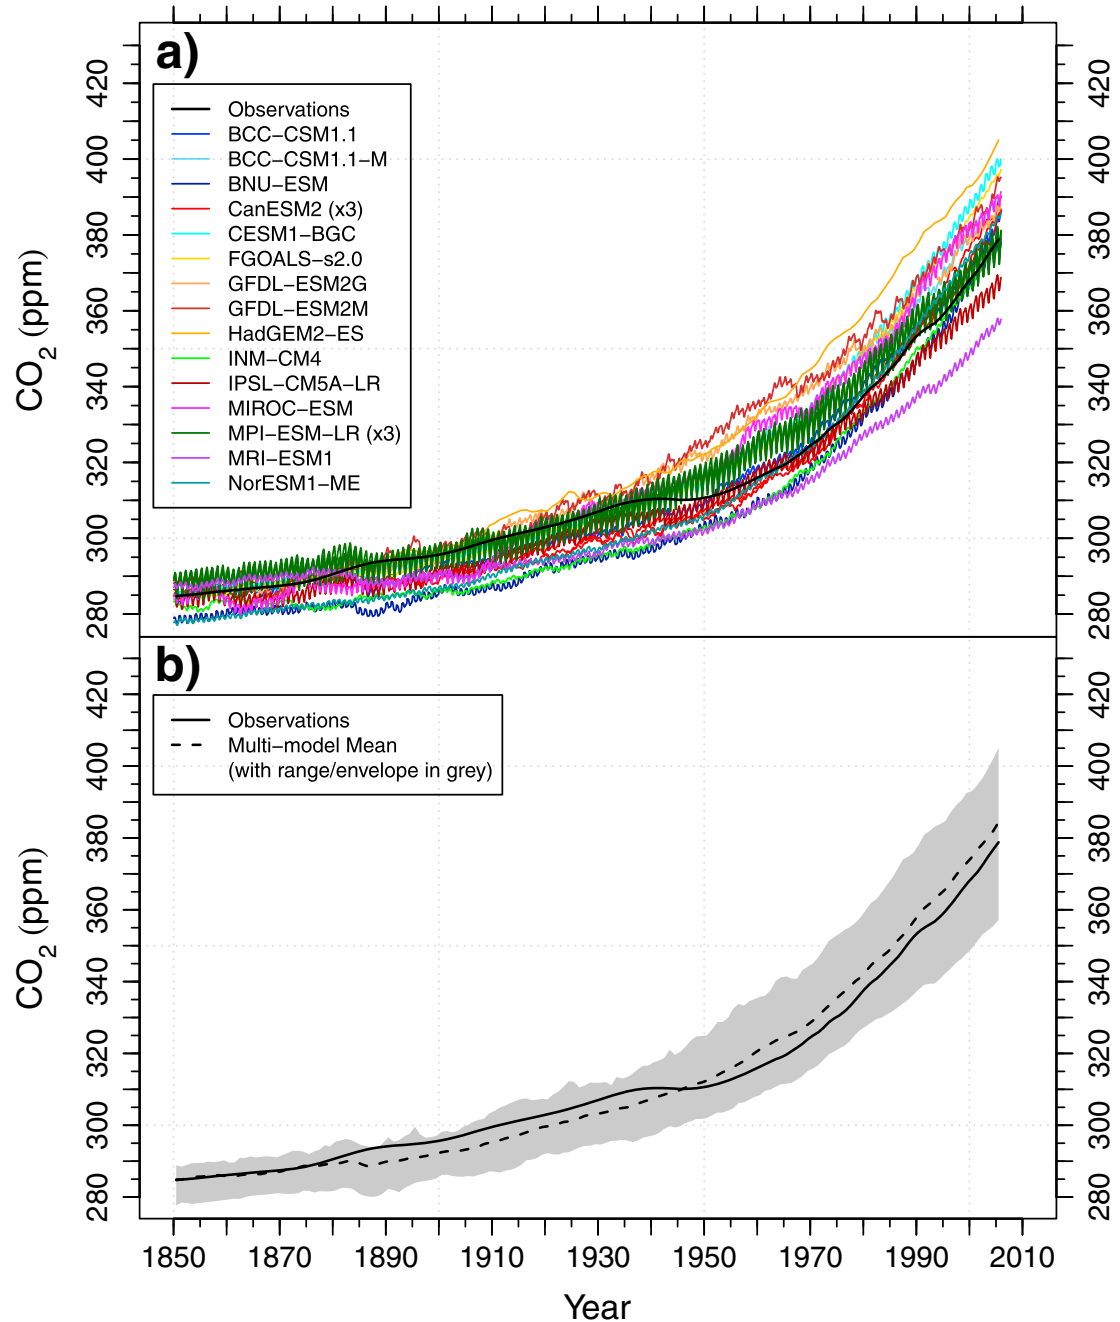 a)
Observations
BCC−CSM1.1
BCC−CSM1.1−M
BNU−ESM
CanESM2 (x3)
CESM1−BGC
FGOALS−s2.0
GFDL−ESM2G
GFDL−ESM2M
HadGEM2−ES
INM−CM4
IPSL−CM5A−LR
MIROC−ESM
MPI−ESM−LR (x3)
MRI−ESM1
NorESM1−ME
CO2 (ppm)
280 300 320 340 360 380 400 420
280 300 320 340 360 380 400 420
b)
Observations
Multi−model Mean
(with range/envelope in grey)
CO2 (ppm)
280 300 320 340 360 380 400 420
280 300 320 340 360 380 400 420
1850 1870 1890 1910 1930 1950 1970 1990 2010
Year